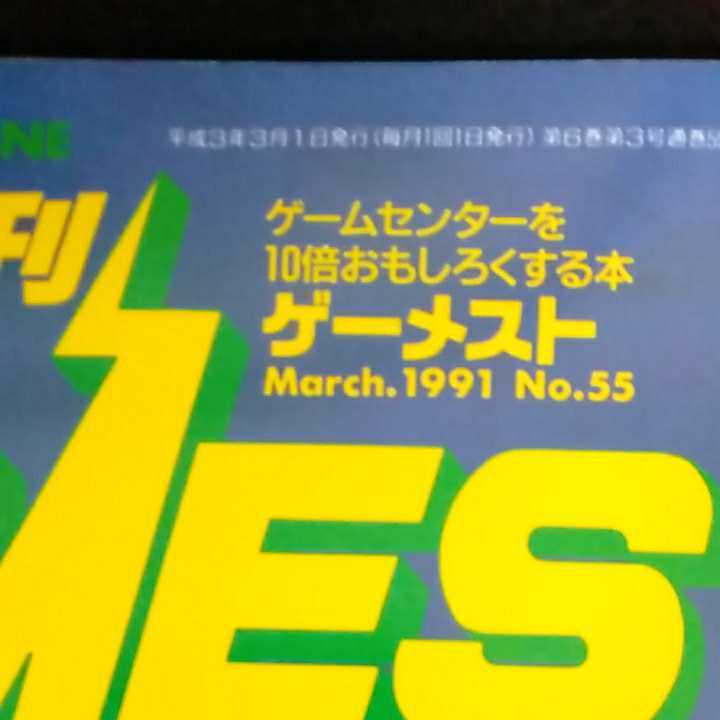 NE
平成3年3月1日発行(毎月1回1日発行) 第6巻第3号通巻55
刊
ゲームセンターを
10倍おもしろくする本
ゲーメスト
March.1991 No.55
MES